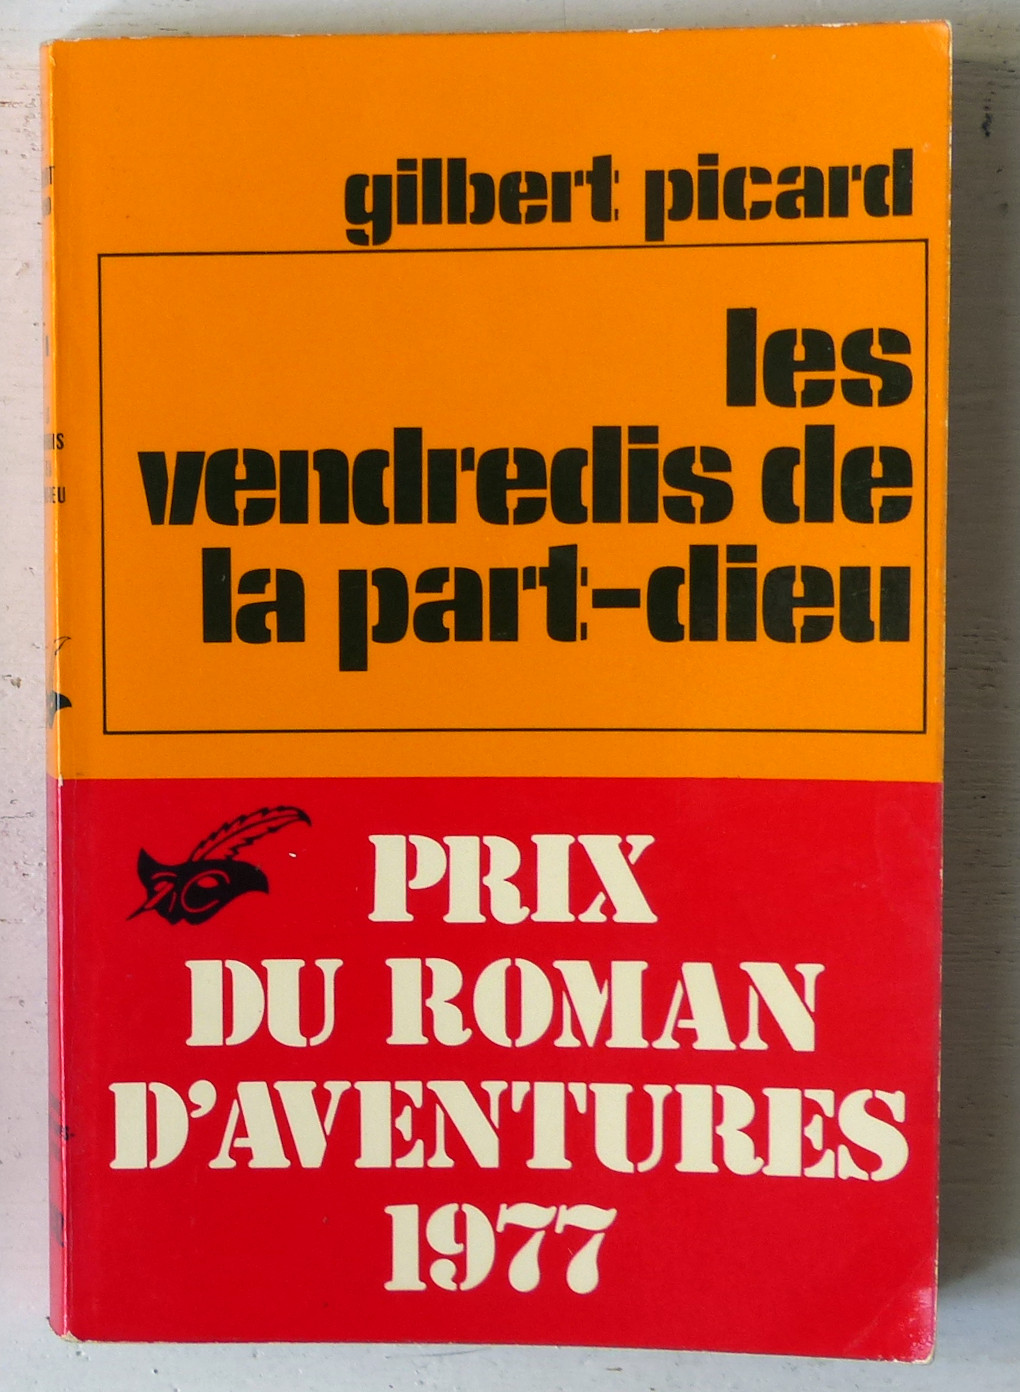 gilbert picard
les
vendredis de
la part-dieu
PRIX
DU ROMAN
D'AVENTURES
1977